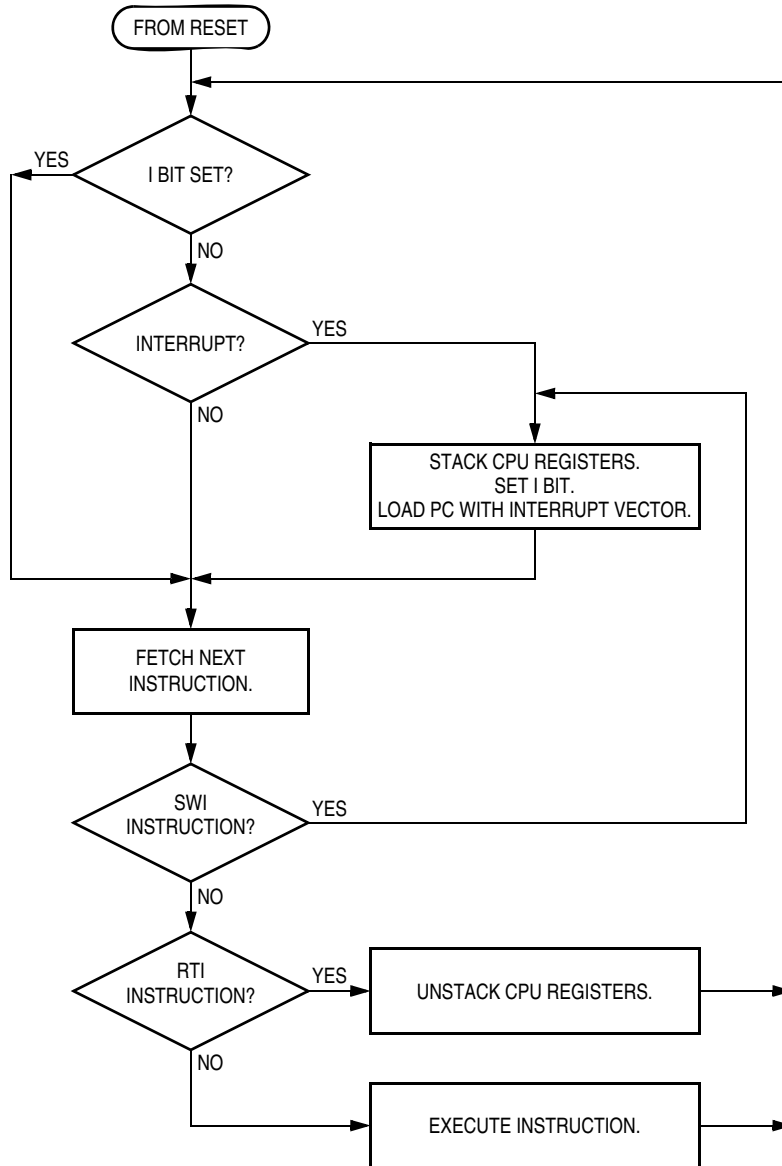 FROM RESET
YES
I BIT SET?
NO
INTERRUPT?
YES
NO
STACK CPU REGISTERS.
SET I BIT.
LOAD PC WITH INTERRUPT VECTOR.
FETCH NEXT
INSTRUCTION.
SWI
INSTRUCTION?
YES
NO
RTI
INSTRUCTION?
YES
UNSTACK CPU REGISTERS.
NO
EXECUTE INSTRUCTION.